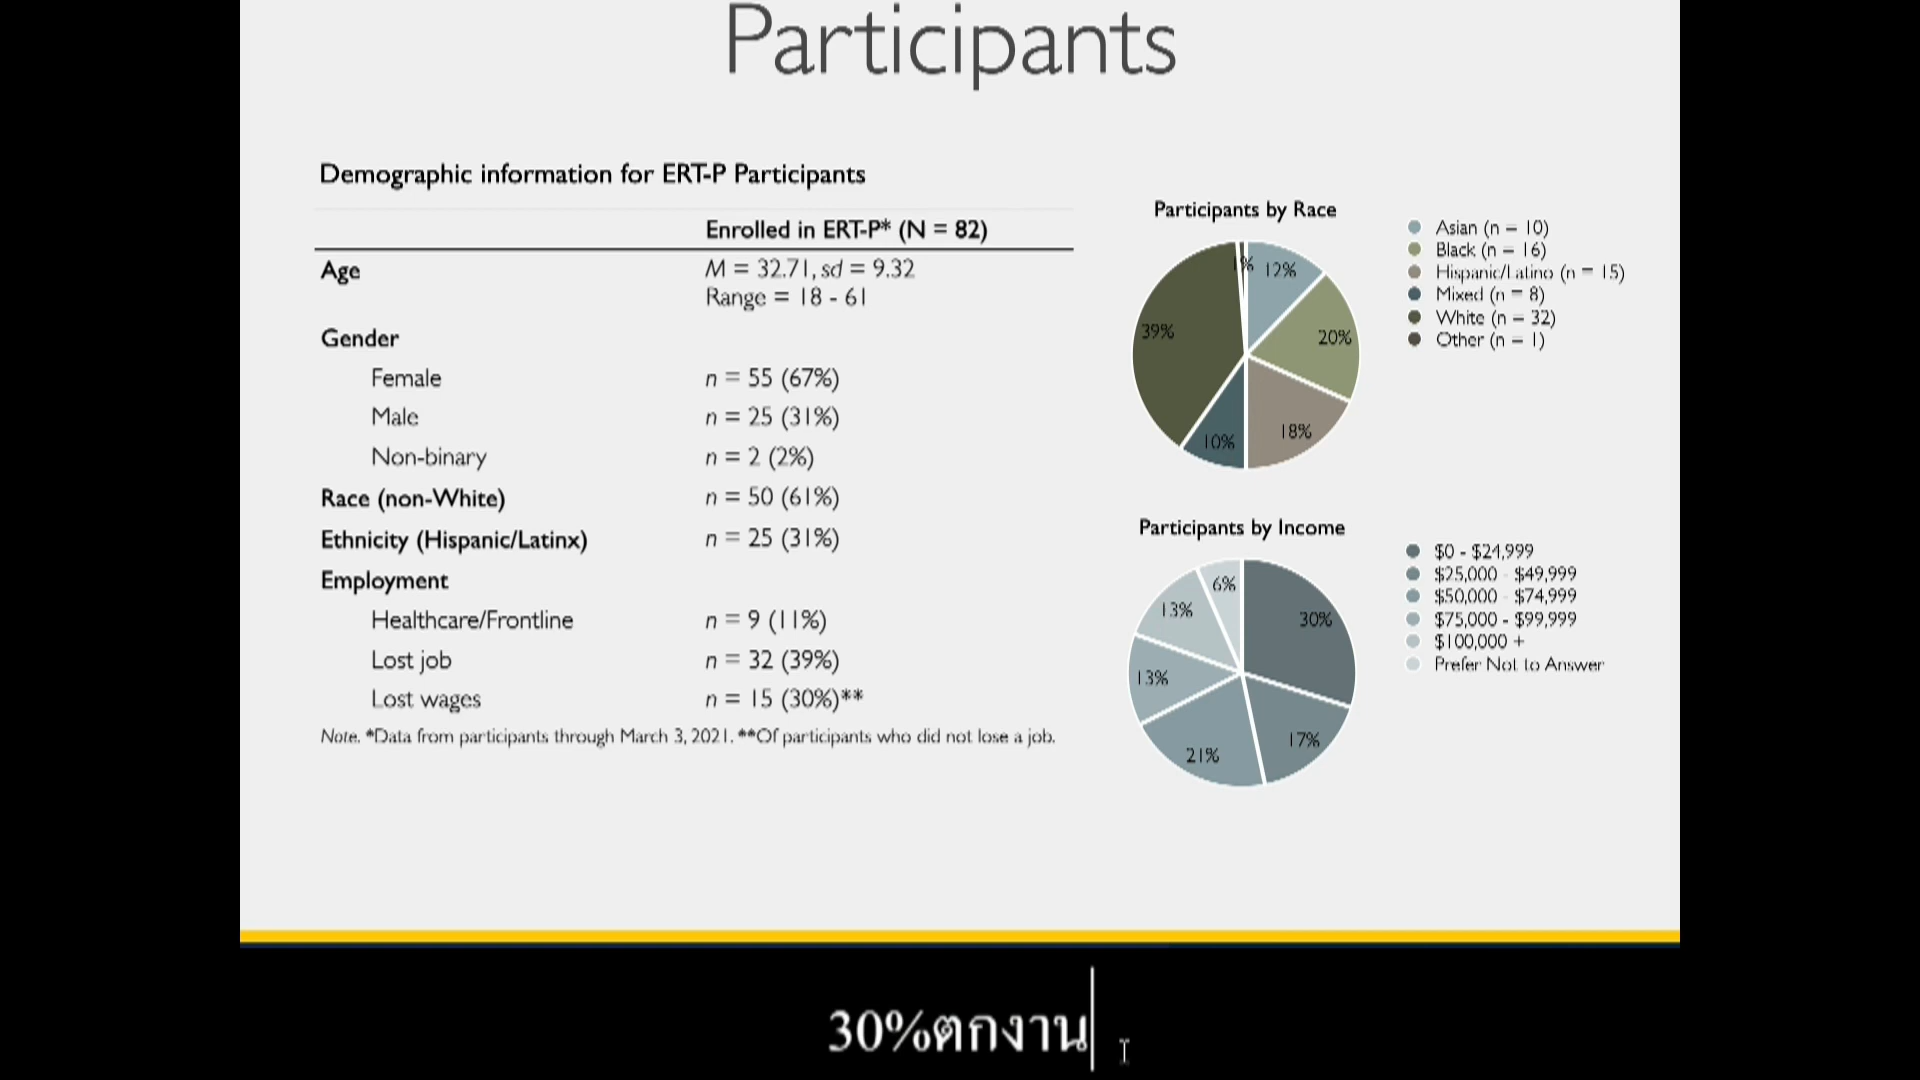 Participants
Demographic information for ERT-P Participants
Enrolled in ERT-P* (N = 82)
Age M = 32.71, sd = 9.32
Range = 18 - 61
Gender
Female n = 55 (67%)
Male n = 25 (31%)
Non-binary n = 2 (2%)
Race (non-White) n = 50 (61%)
Ethnicity (Hispanic/Latinx) n = 25 (31%)
Employment
Healthcare/Frontline n = 9 (11%)
Lost job n = 32 (39%)
Lost wages n = 15 (30%)**
Note. *Data from participants through March 3, 2021. **Of participants who did not lose a job.
Participants by Race
1% 12%
39%
20%
18%
10%
Asian (n = 10)
Black (n = 16)
Hispanic/Latino (n = 15)
Mixed (n = 8)
White (n = 32)
Other (n = 1)
Participants by Income
6%
13%
30%
13%
17%
21%
$0 - $24,999
$25,000 - $49,999
$50,000 - $74,999
$75,000 - $99,999
$100,000 +
Prefer Not to Answer
30%ตกงาน